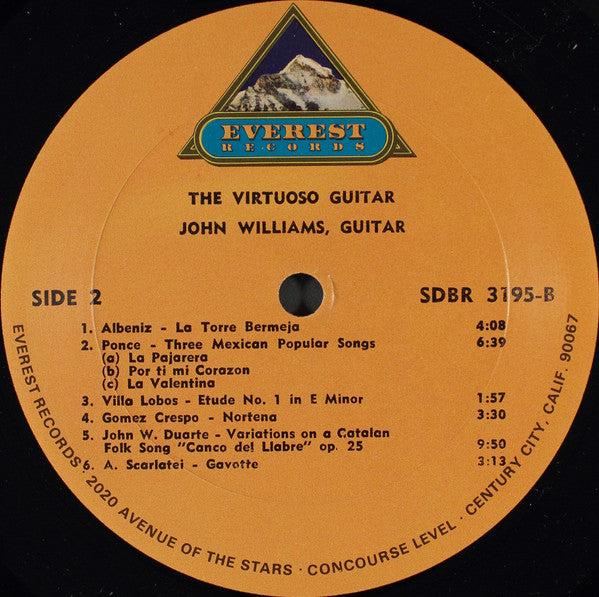 EVEREST
RECORDS
THE VIRTUOSO GUITAR
JOHN WILLIAMS, GUITAR
SIDE 2
SDBR 3195-B
1. Albeniz - La Torre Bermeja 4:08
2. Ponce - Three Mexican Popular Songs 6:39
(a) La Pajarera
(b) Por ti mi Corazon
(c) La Valentina
3. Villa Lobos - Etude No. 1 in E Minor 1:57
4. Gomez Crespo - Nortena 3:30
5. John W. Duarte - Variations on a Catalan
Folk Song "Canco del Llabre" op. 25 9:50
6. A. Scarlatei - Gavotte 3:13
EVEREST RECORDS · 2020 AVENUE OF THE STARS · CONCOURSE LEVEL · CENTURY CITY, CALIF. 90067